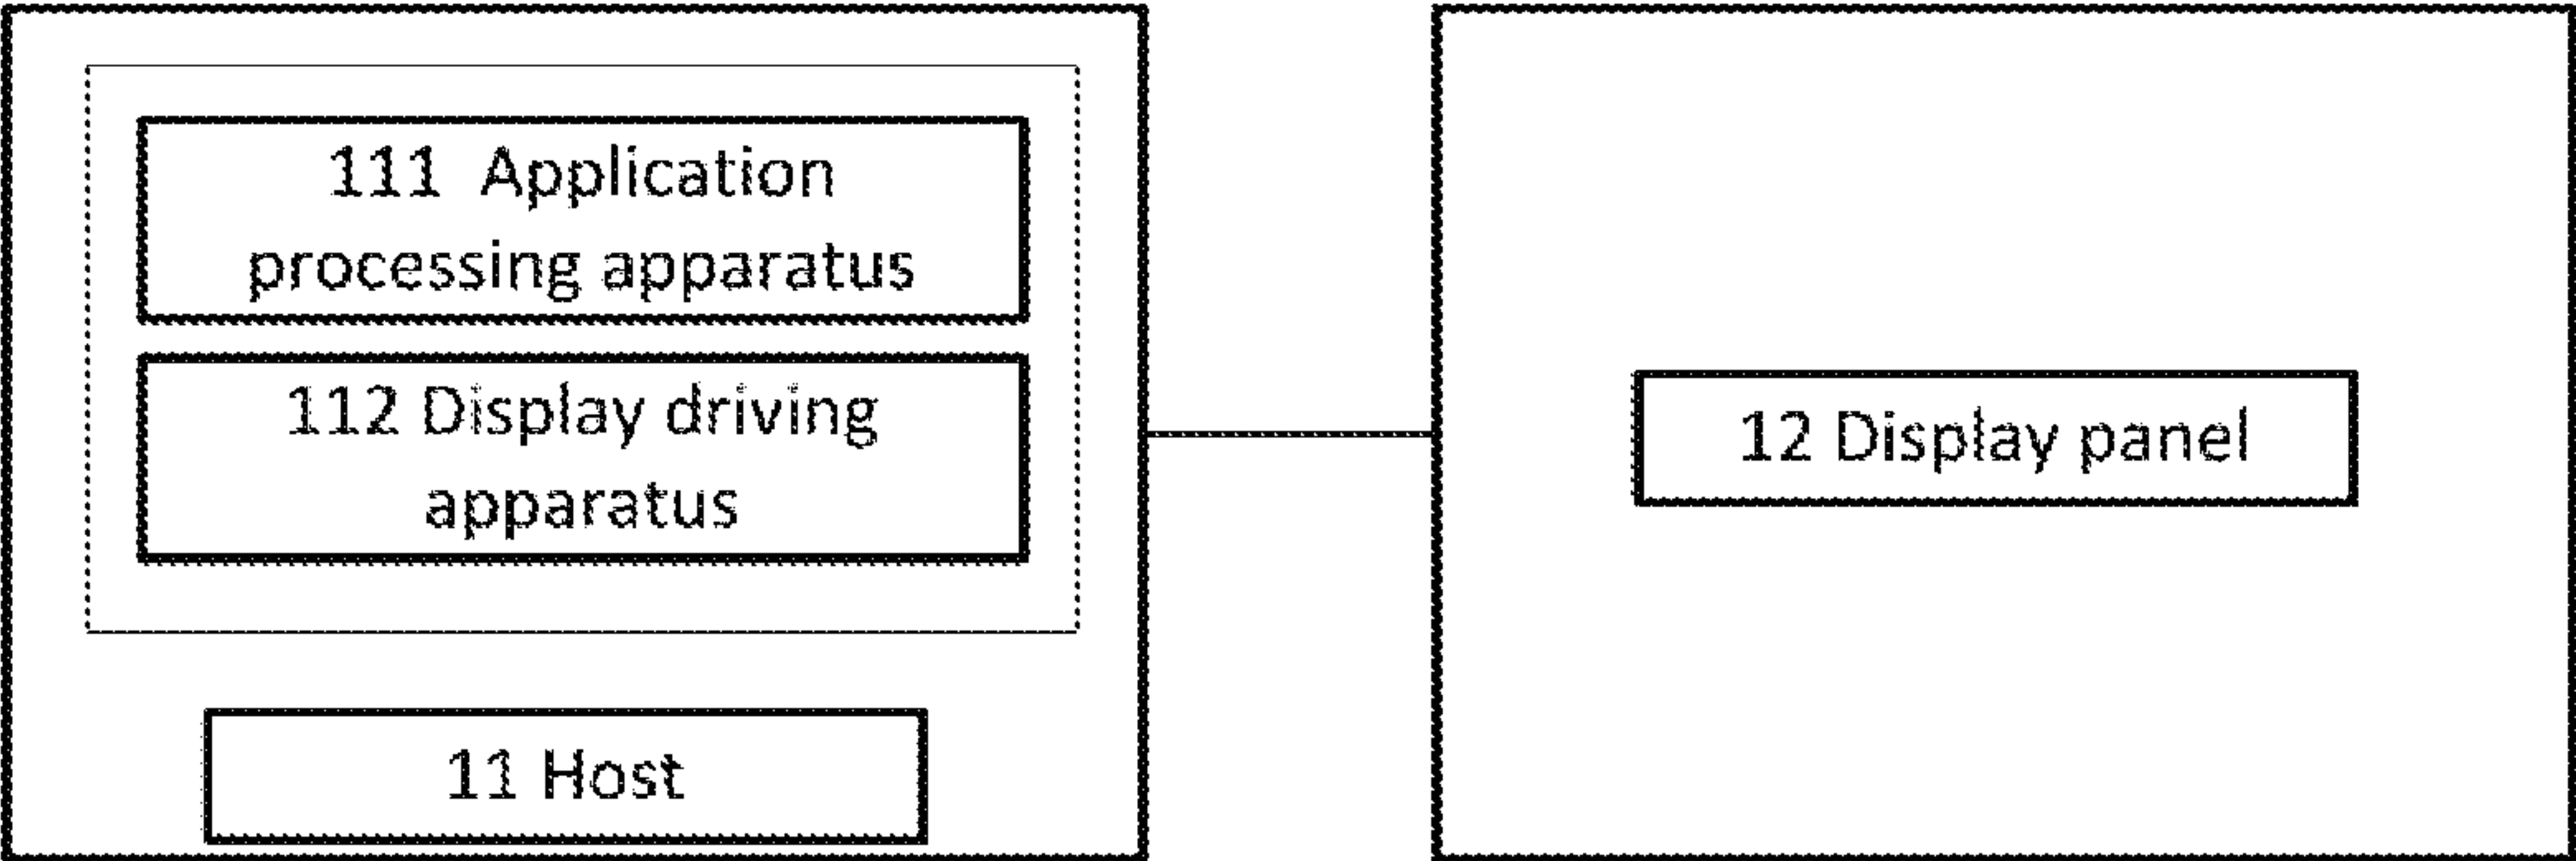 111 Application
processing apparatus
112 Display driving
apparatus
11 Host
12 Display panel